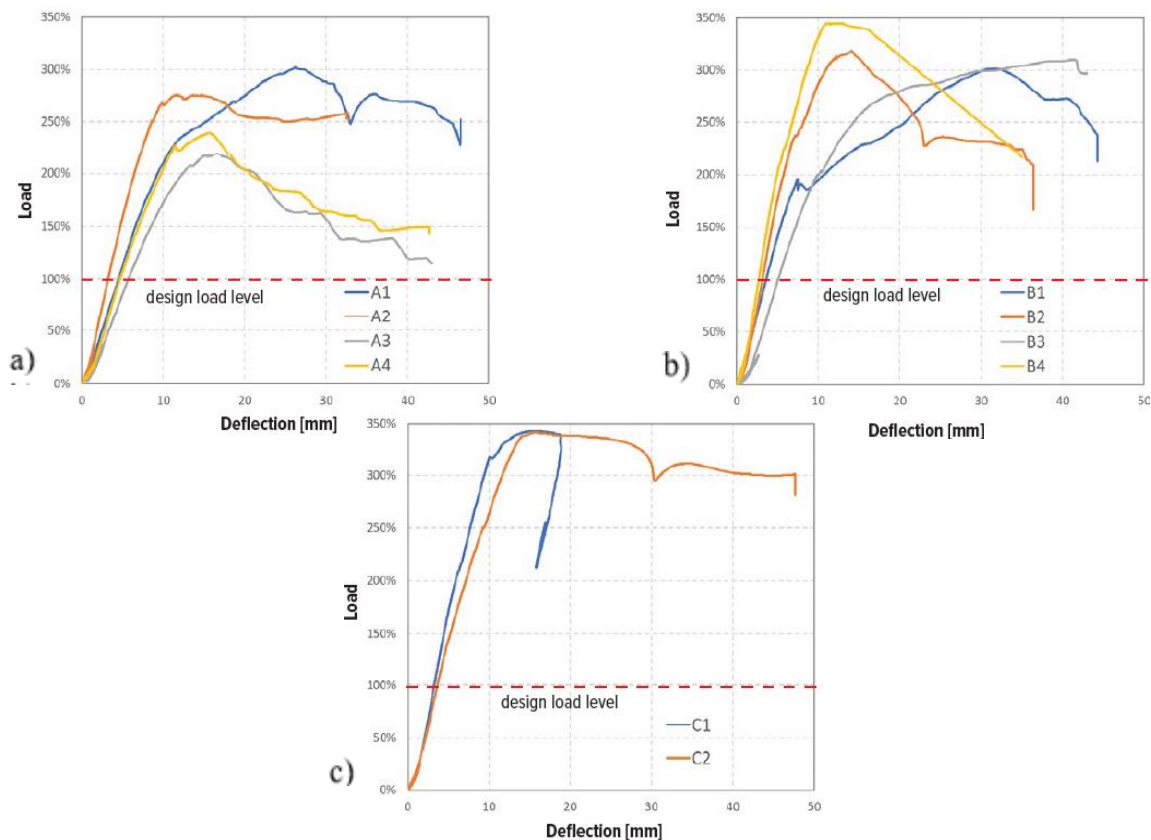 350%
300%
250%
200%
150%
100%
50%
0%
Load
design load level
A1
A2
A3
A4
a)
0 10 20 30 40 50
Deflection [mm]
350%
300%
250%
200%
150%
100%
50%
0%
Load
design load level
B1
B2
B3
B4
b)
0 10 20 30 40 50
Deflection [mm]
350%
300%
250%
200%
150%
100%
50%
0%
Load
design load level
C1
C2
c)
0 10 20 30 40 50
Deflection [mm]